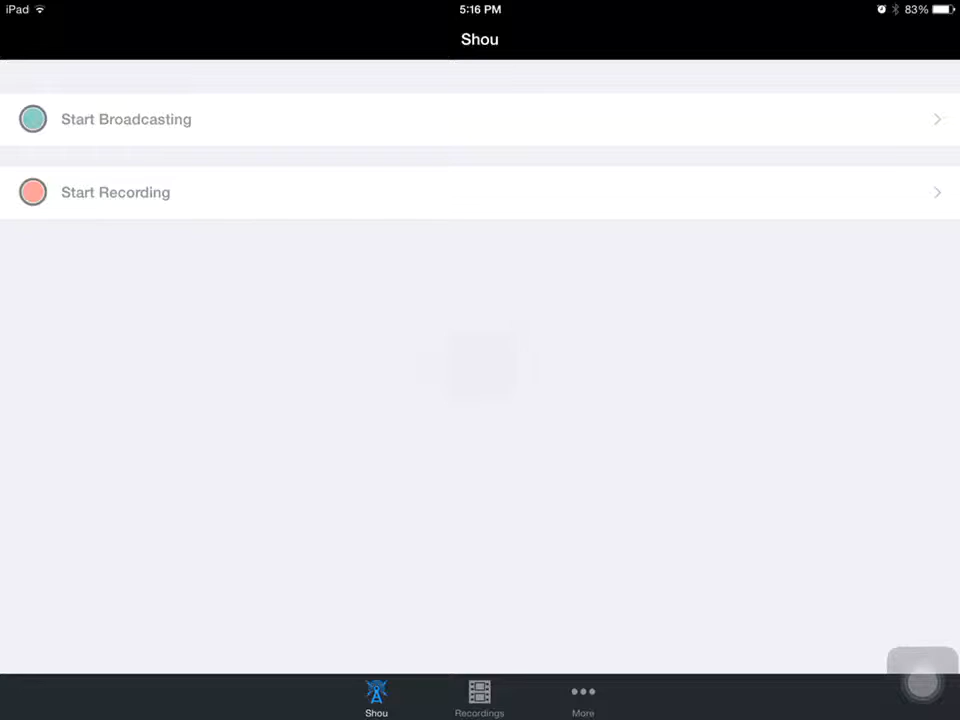 iPad 5:16 PM 83%
Shou
Start Broadcasting
Start Recording
Shou Recordings More